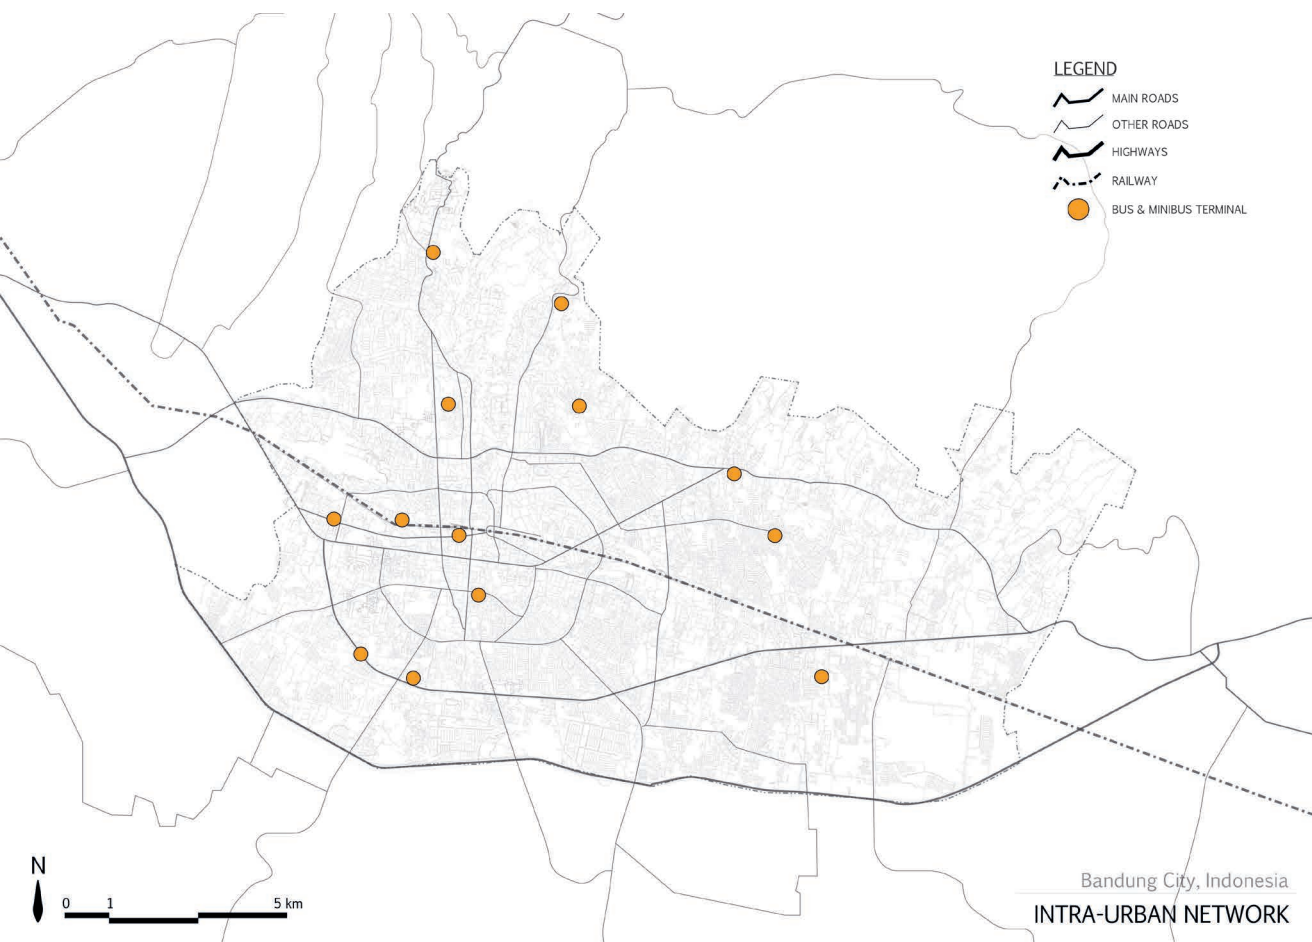 LEGEND
MAIN ROADS
OTHER ROADS
HIGHWAYS
RAILWAY
BUS & MINIBUS TERMINAL
N
0 1 5 km
Bandung City, Indonesia
INTRA-URBAN NETWORK